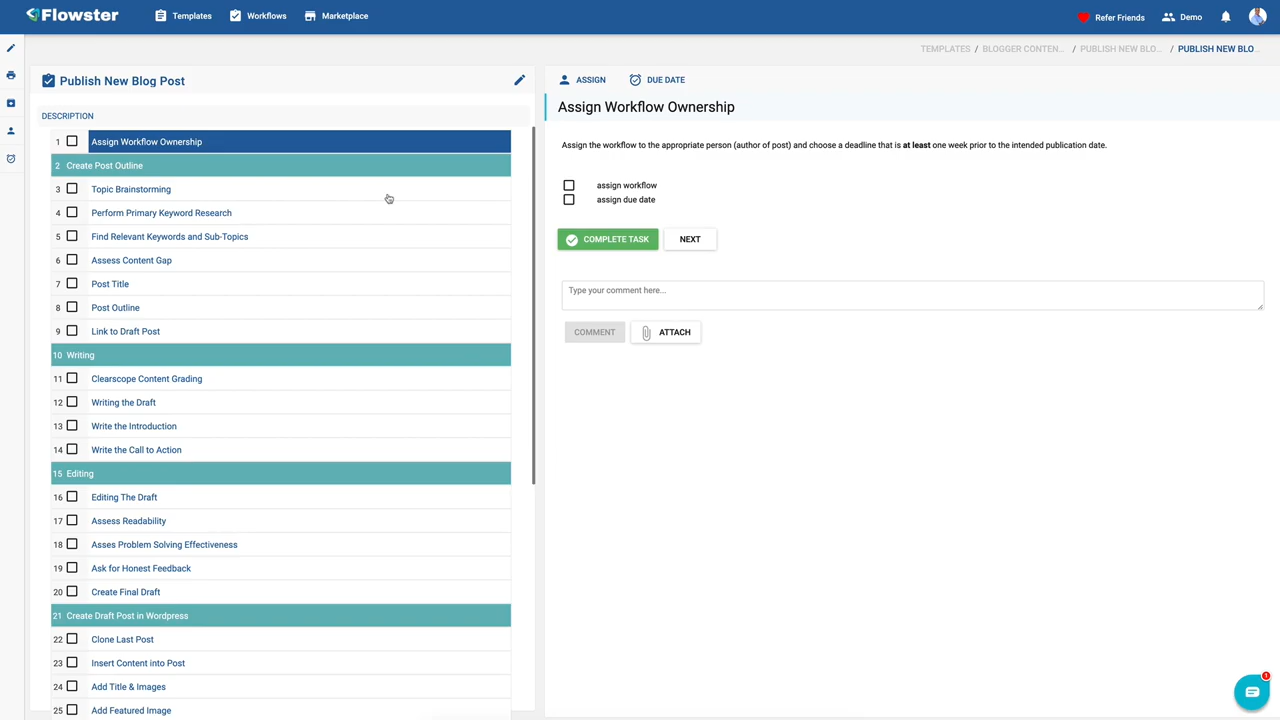 Flowster
Templates
Workflows
Marketplace
Refer Friends
Demo
TEMPLATES / BLOGGER CONTEN... / PUBLISH NEW BLO... / PUBLISH NEW BLO...
Publish New Blog Post
DESCRIPTION
1 Assign Workflow Ownership
2 Create Post Outline
3 Topic Brainstorming
4 Perform Primary Keyword Research
5 Find Relevant Keywords and Sub-Topics
6 Assess Content Gap
7 Post Title
8 Post Outline
9 Link to Draft Post
10 Writing
11 Clearscope Content Grading
12 Writing the Draft
13 Write the Introduction
14 Write the Call to Action
15 Editing
16 Editing The Draft
17 Assess Readability
18 Asses Problem Solving Effectiveness
19 Ask for Honest Feedback
20 Create Final Draft
21 Create Draft Post in Wordpress
22 Clone Last Post
23 Insert Content into Post
24 Add Title & Images
25 Add Featured Image
ASSIGN
DUE DATE
Assign Workflow Ownership
Assign the workflow to the appropriate person (author of post) and choose a deadline that is at least one week prior to the intended publication date.
assign workflow
assign due date
COMPLETE TASK
NEXT
Type your comment here...
COMMENT
ATTACH
1